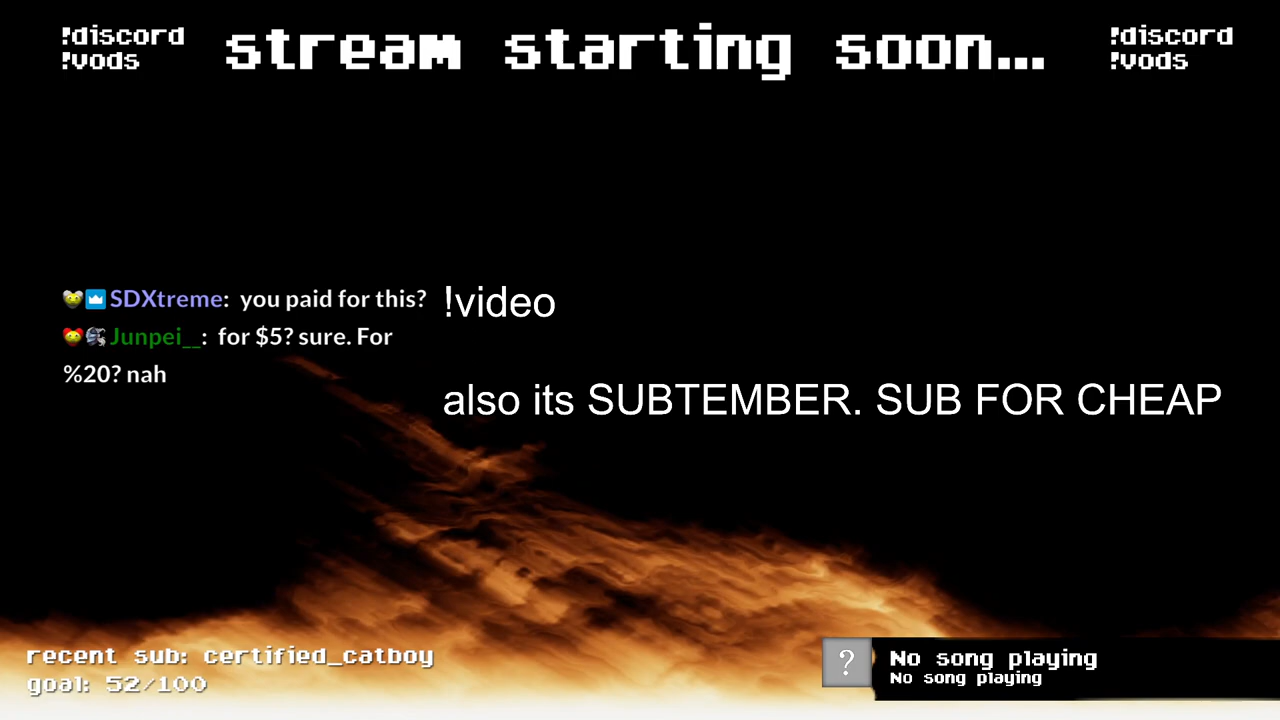 !discord
!vods
stream starting soon...
!discord
!vods
SDXtreme: you paid for this?
Junpei__: for $5? sure. For
%20? nah
!video
also its SUBTEMBER. SUB FOR CHEAP
recent sub: certified_catboy
goal: 52/100
?
No song playing
No song playing